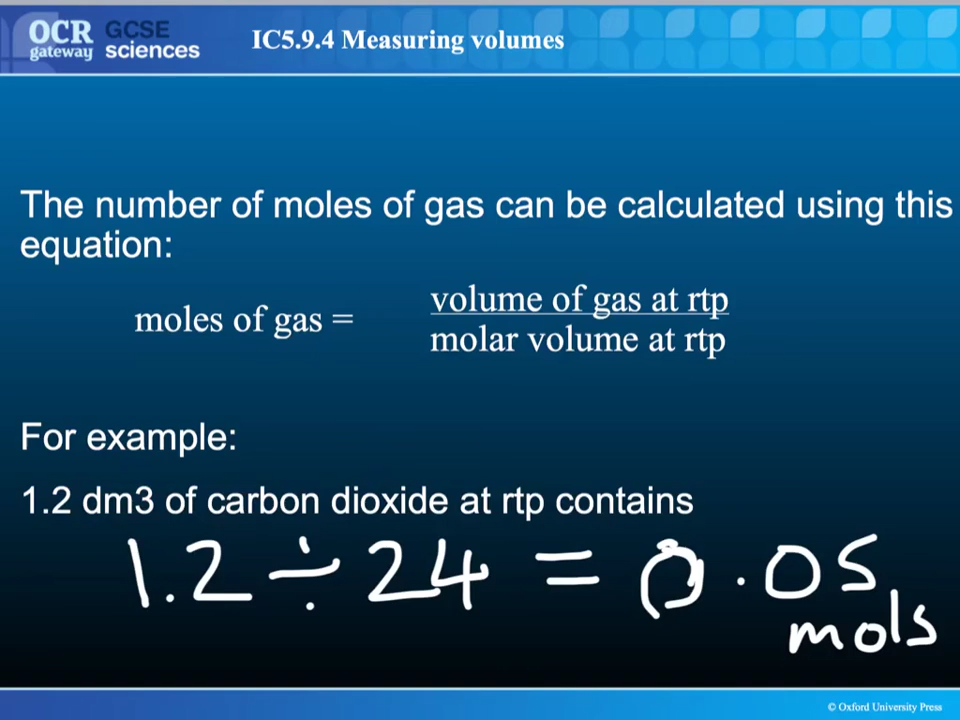 OCR GCSE
gateway sciences
IC5.9.4 Measuring volumes
The number of moles of gas can be calculated using this
equation:
moles of gas =
volume of gas at rtp
molar volume at rtp
For example:
1.2 dm3 of carbon dioxide at rtp contains
1.2 ÷ 24 = 0.05
mols
© Oxford University Press